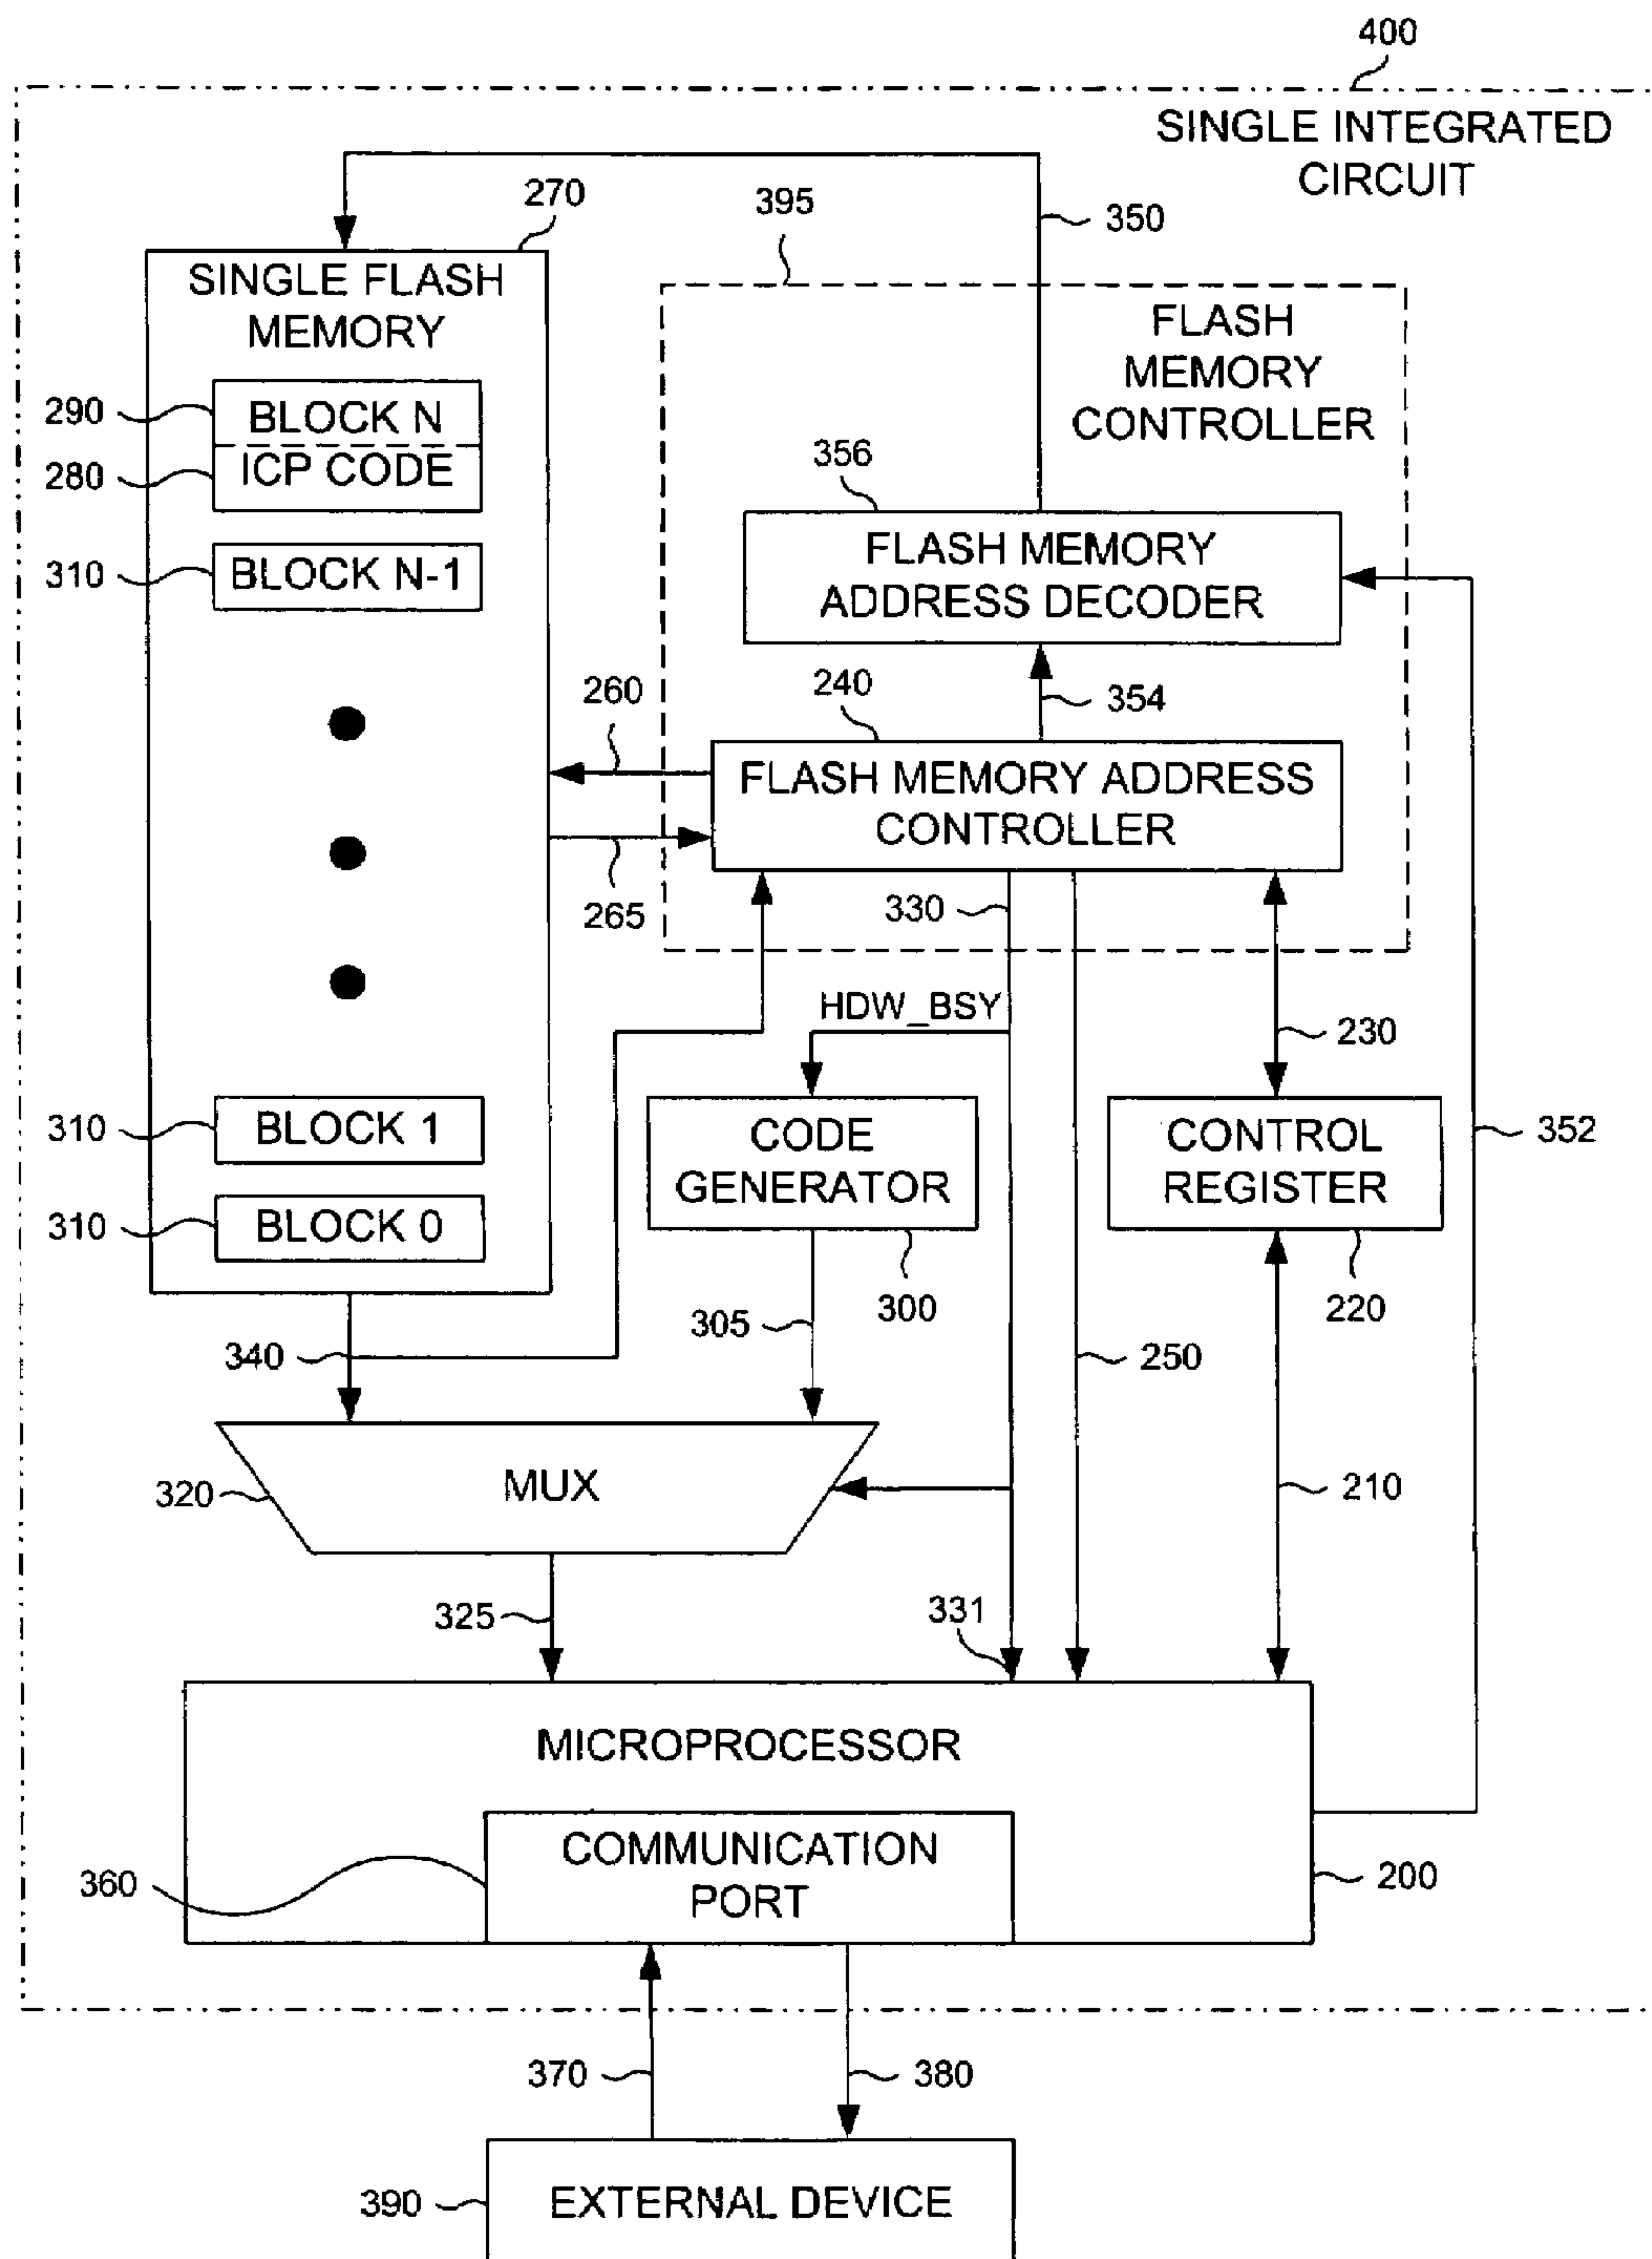 400
SINGLE INTEGRATED
CIRCUIT
270
395
350
SINGLE FLASH
MEMORY
FLASH
MEMORY
CONTROLLER
290
BLOCK N
280
ICP CODE
356
310
BLOCK N-1
FLASH MEMORY
ADDRESS DECODER
260
240
354
FLASH MEMORY ADDRESS
CONTROLLER
265
330
HDW_BSY
230
310
BLOCK 1
CODE
GENERATOR
CONTROL
REGISTER
352
310
BLOCK 0
300
220
305
340
250
320
MUX
210
325
331
MICROPROCESSOR
COMMUNICATION
PORT
360
200
370
380
390
EXTERNAL DEVICE